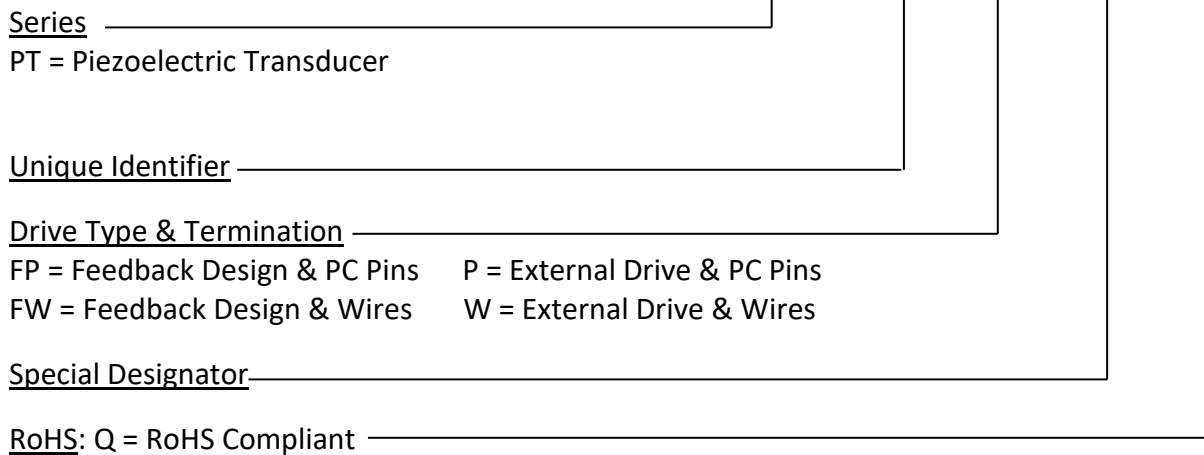 Series
PT = Piezoelectric Transducer
Unique Identifier
Drive Type & Termination
FP = Feedback Design & PC Pins P = External Drive & PC Pins
FW = Feedback Design & Wires W = External Drive & Wires
Special Designator
RoHS: Q = RoHS Compliant